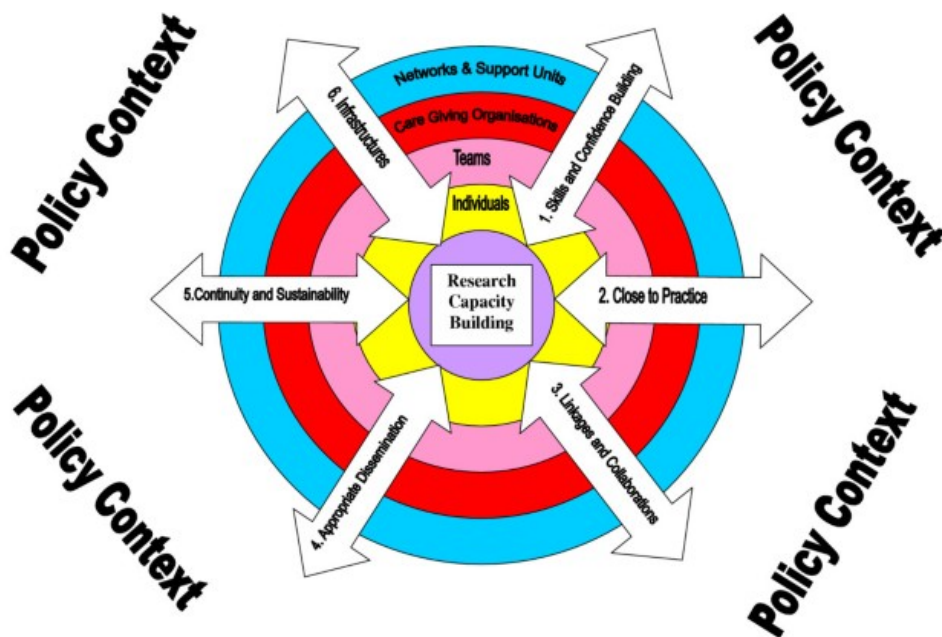 Policy Context
Policy Context
Networks & Support Units
Care Giving Organisations
Teams
Individuals
6. Infrastructures
1. Skills and Confidence Building
5.Continuity and Sustainability
Research
Capacity
Building
2. Close to Practice
4. Appropriate Dissemination
3. Linkages and Collaborations
Policy Context
Policy Context